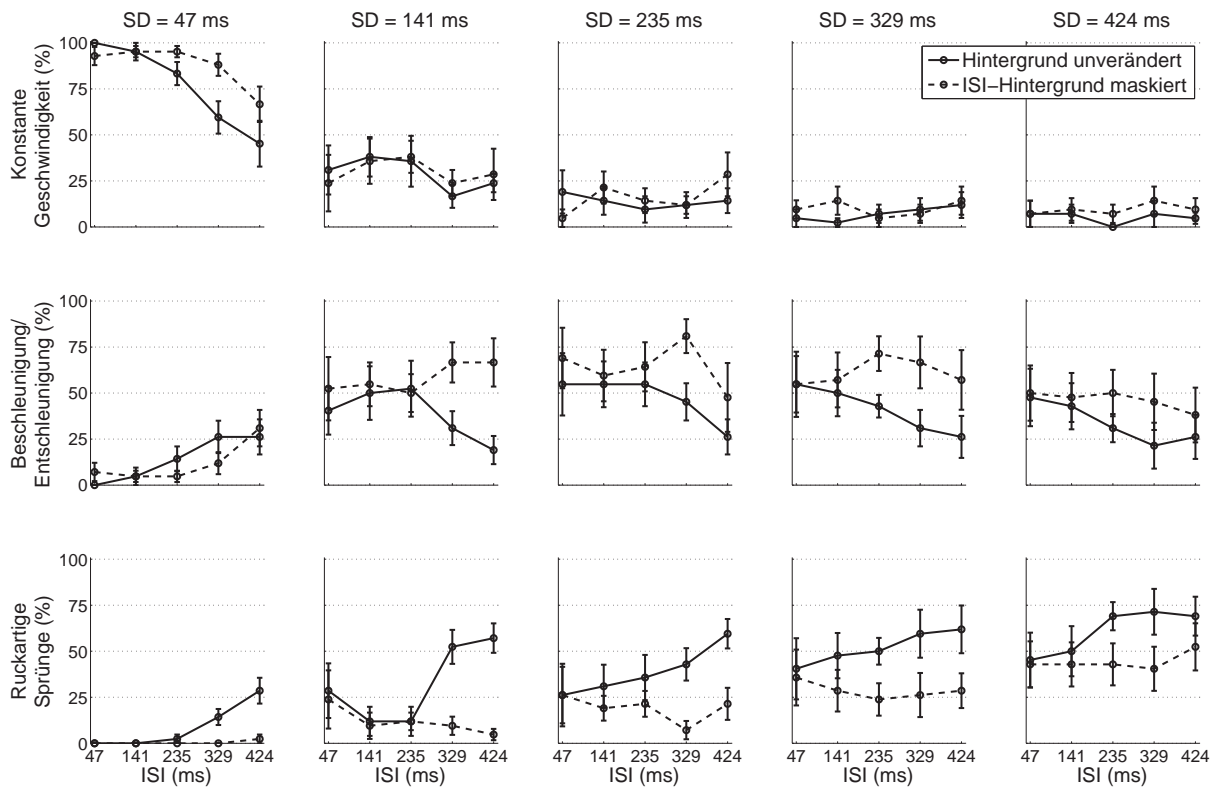 SD = 47 ms
SD = 141 ms
SD = 235 ms
SD = 329 ms
SD = 424 ms
Konstante
Geschwindigkeit (%)
100
75
50
25
0
Hintergrund unverändert
ISI−Hintergrund maskiert
Beschleunigung/
Entschleunigung (%)
100
75
50
25
0
Ruckartige
Sprünge (%)
100
75
50
25
0
47 141 235 329 424
47 141 235 329 424
47 141 235 329 424
47 141 235 329 424
47 141 235 329 424
ISI (ms)
ISI (ms)
ISI (ms)
ISI (ms)
ISI (ms)